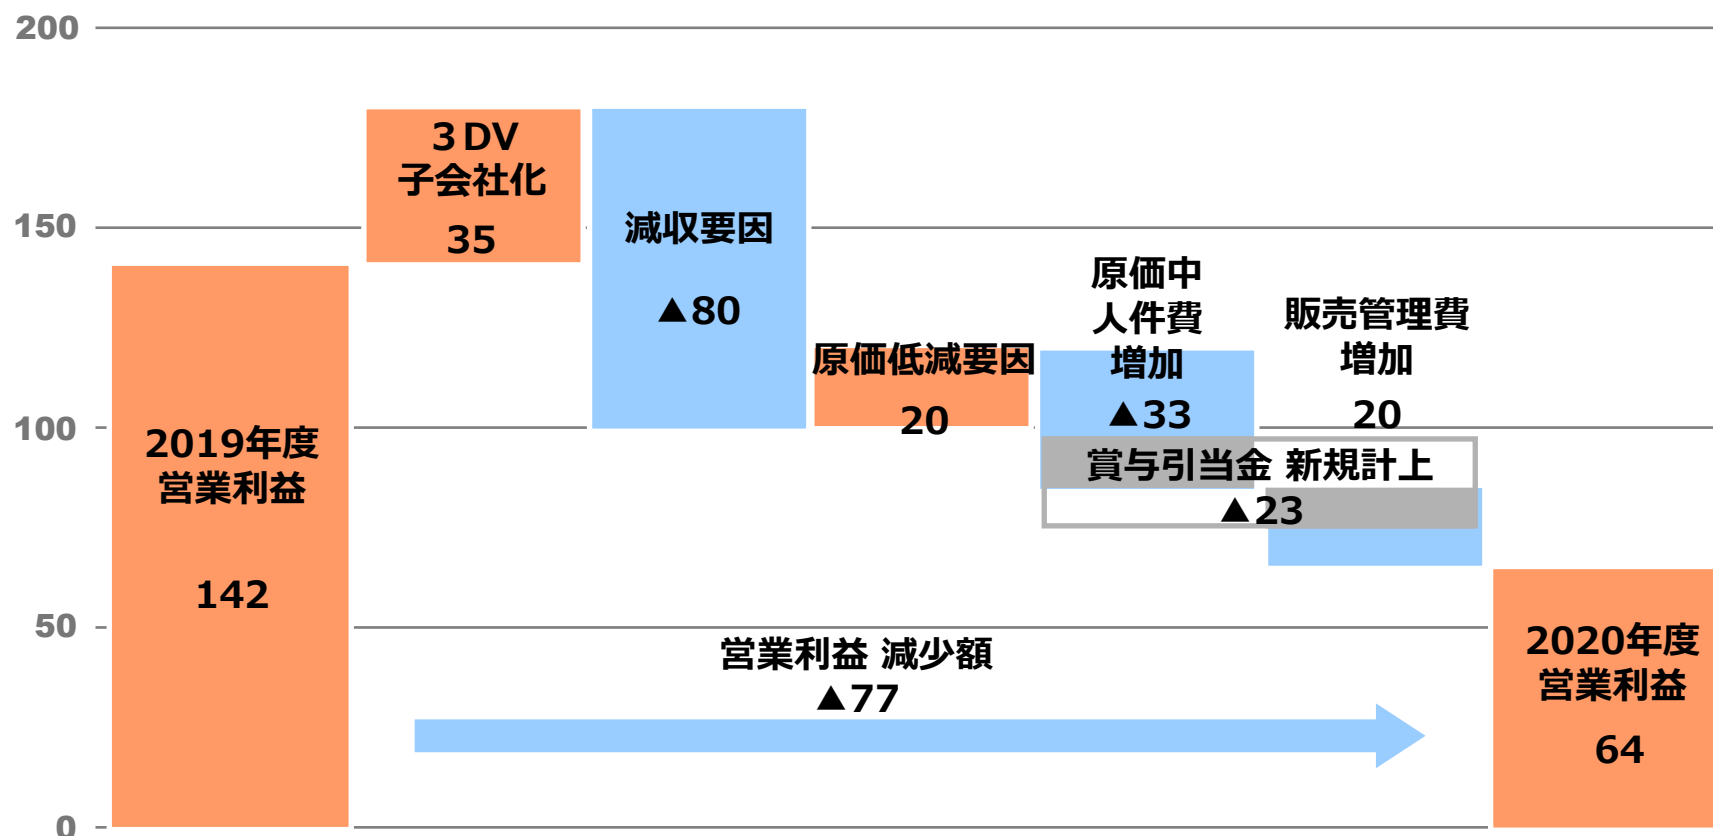 200
150
100
50
0
2019年度
営業利益
142
３DV
子会社化
35
減収要因
▲80
原価低減要因
20
原価中
人件費
増加
▲33
販売管理費
増加
20
賞与引当金 新規計上
▲23
営業利益 減少額
▲77
2020年度
営業利益
64